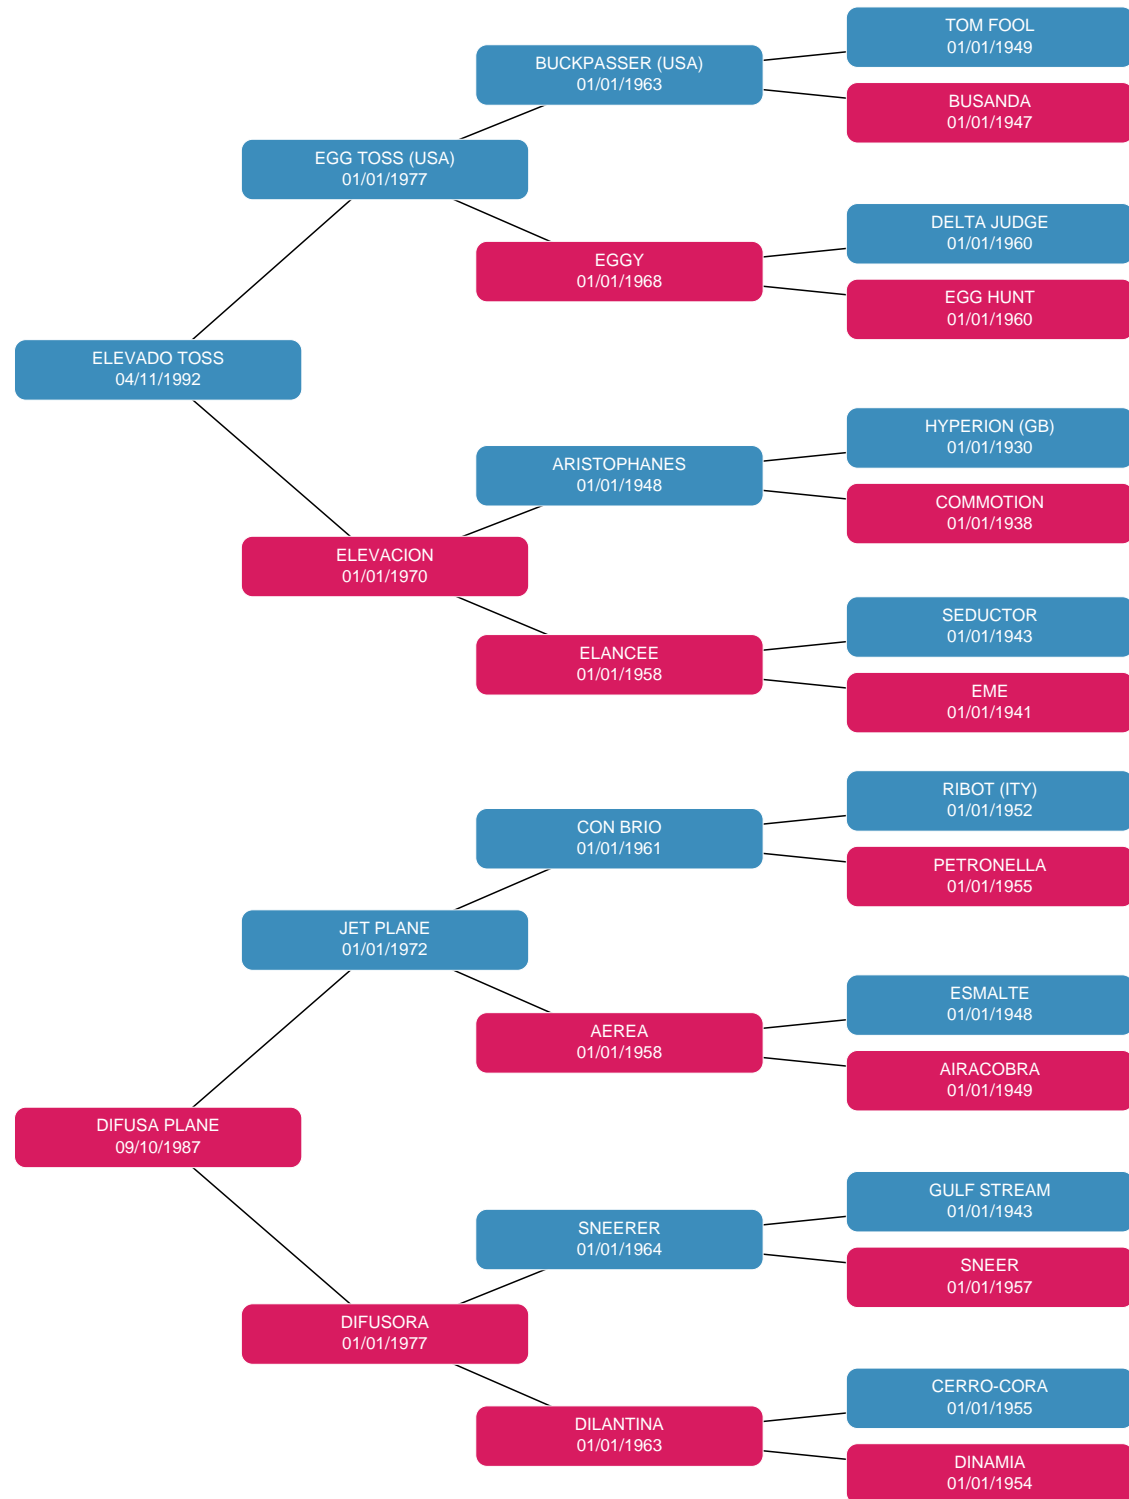 TOM FOOL
01/01/1949
BUCKPASSER (USA)
01/01/1963
BUSANDA
01/01/1947
EGG TOSS (USA)
01/01/1977
DELTA JUDGE
01/01/1960
EGGY
01/01/1968
EGG HUNT
01/01/1960
ELEVADO TOSS
04/11/1992
HYPERION (GB)
01/01/1930
ARISTOPHANES
01/01/1948
COMMOTION
01/01/1938
ELEVACION
01/01/1970
SEDUCTOR
01/01/1943
ELANCEE
01/01/1958
EME
01/01/1941
RIBOT (ITY)
01/01/1952
CON BRIO
01/01/1961
PETRONELLA
01/01/1955
JET PLANE
01/01/1972
ESMALTE
01/01/1948
AEREA
01/01/1958
AIRACOBRA
01/01/1949
DIFUSA PLANE
09/10/1987
GULF STREAM
01/01/1943
SNEERER
01/01/1964
SNEER
01/01/1957
DIFUSORA
01/01/1977
CERRO-CORA
01/01/1955
DILANTINA
01/01/1963
DINAMIA
01/01/1954